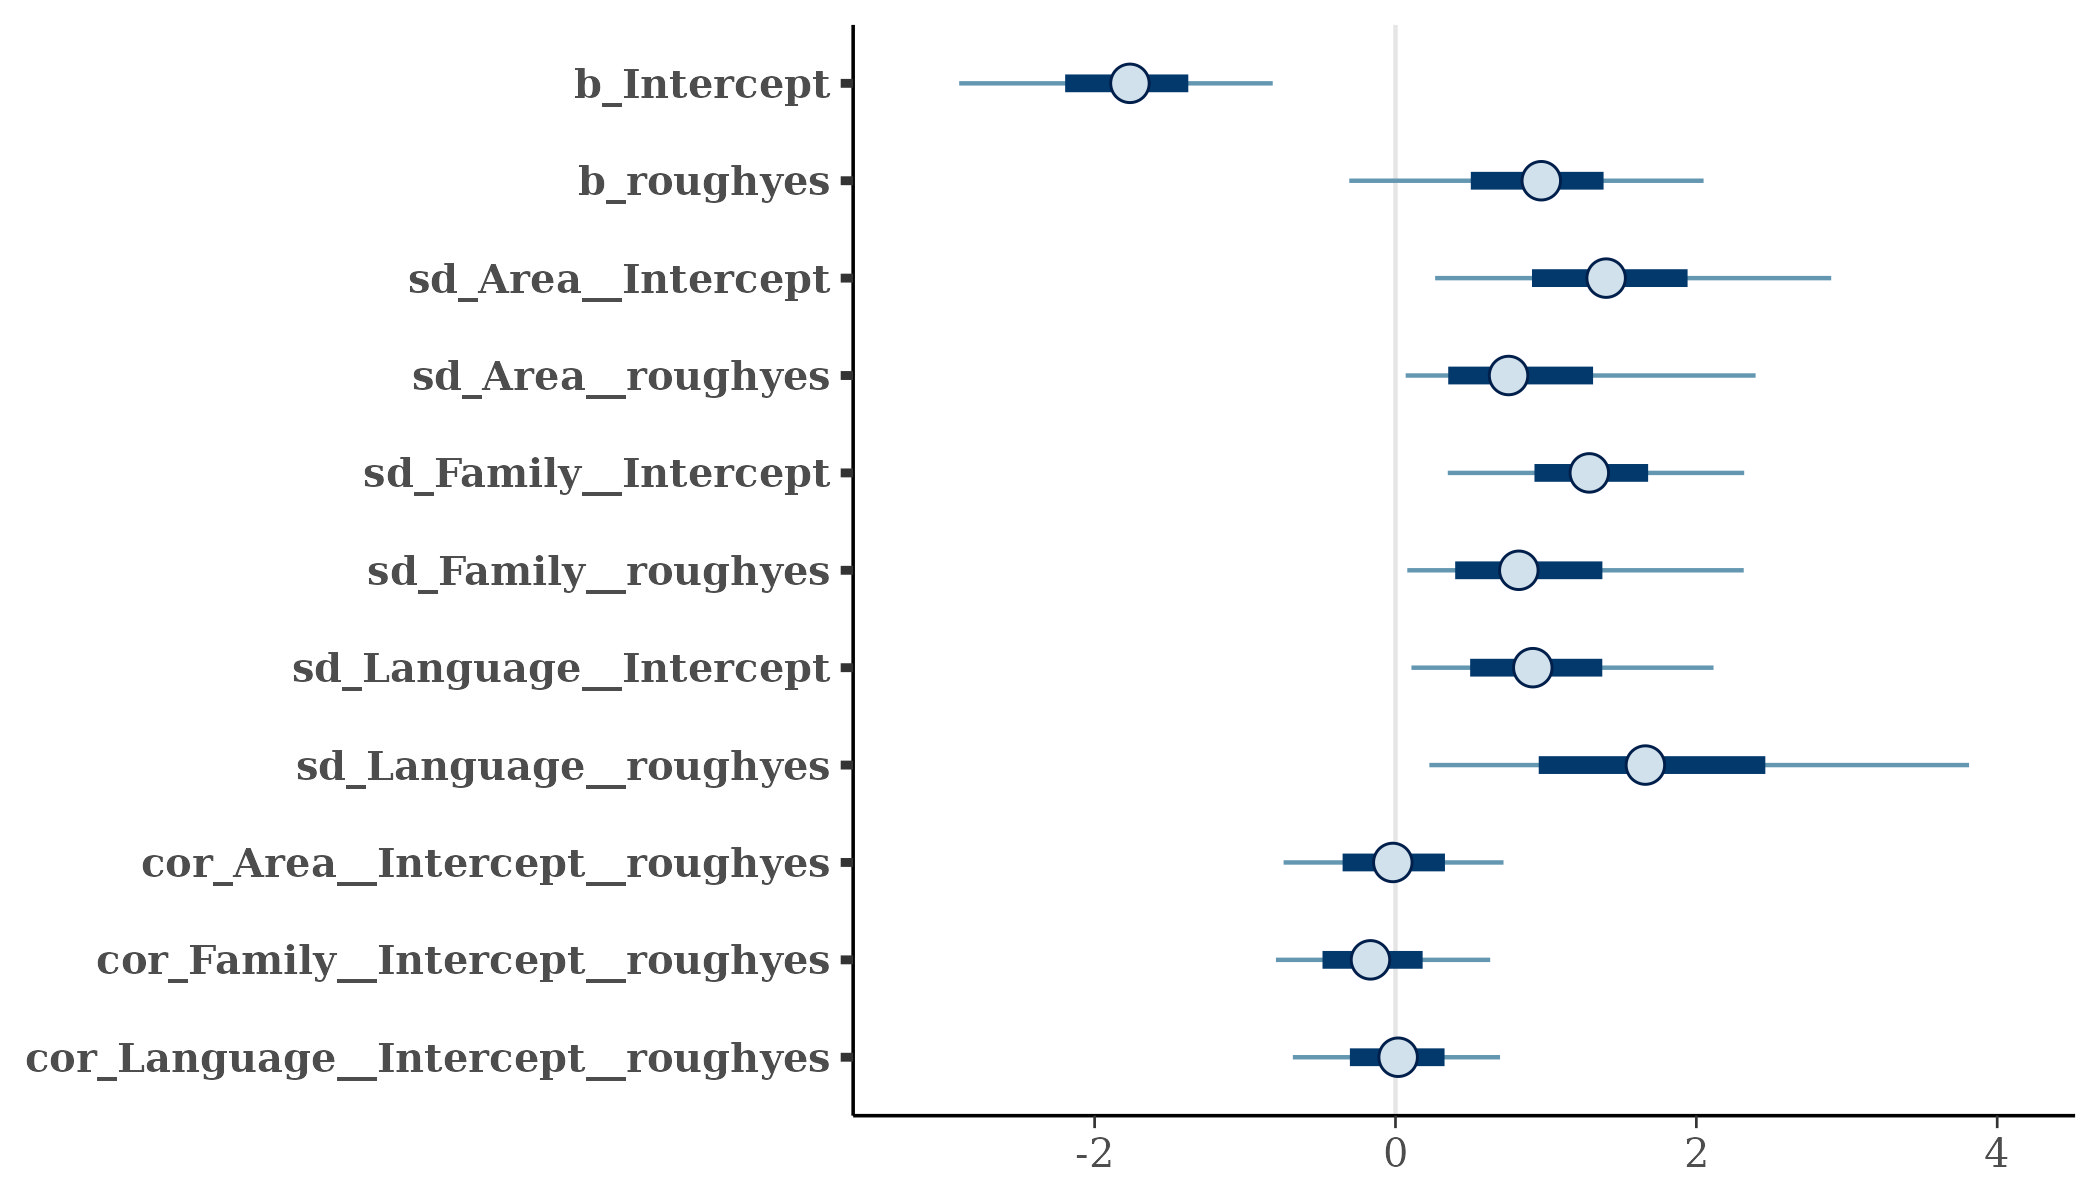 b_Intercept
b_roughyes
sd_Area__Intercept
sd_Area__roughyes
sd_Family__Intercept
sd_Family__roughyes
sd_Language__Intercept
sd_Language__roughyes
cor_Area__Intercept__roughyes
cor_Family__Intercept__roughyes
cor_Language__Intercept__roughyes
-2 0 2 4